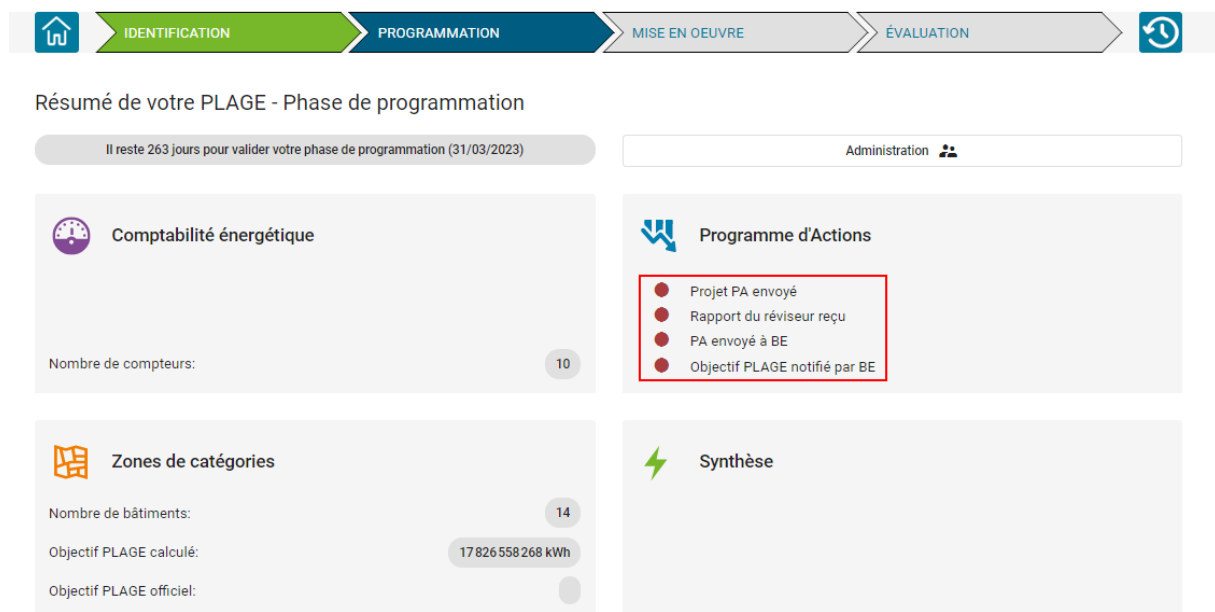 IDENTIFICATION
PROGRAMMATION
MISE EN OEUVRE
ÉVALUATION
Résumé de votre PLAGE - Phase de programmation
Il reste 263 jours pour valider votre phase de programmation (31/03/2023)
Administration
Comptabilité énergétique
Nombre de compteurs: 10
Programme d'Actions
Projet PA envoyé
Rapport du réviseur reçu
PA envoyé à BE
Objectif PLAGE notifié par BE
Zones de catégories
Nombre de bâtiments: 14
Objectif PLAGE calculé: 17 826 558 268 kWh
Objectif PLAGE officiel:
Synthèse